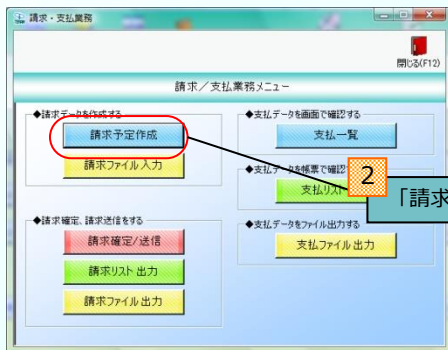 請求・支払業務
閉じる(F12)
請求／支払業務メニュー
◆請求データを作成する
請求予定作成
請求ファイル入力
◆請求確定、請求送信をする
請求確定/送信
請求リスト出力
請求ファイル出力
◆支払データを画面で確認する
支払一覧
◆支払データを帳票で確認
支払リスト
◆支払データをファイル出力する
支払ファイル出力
2
「請求